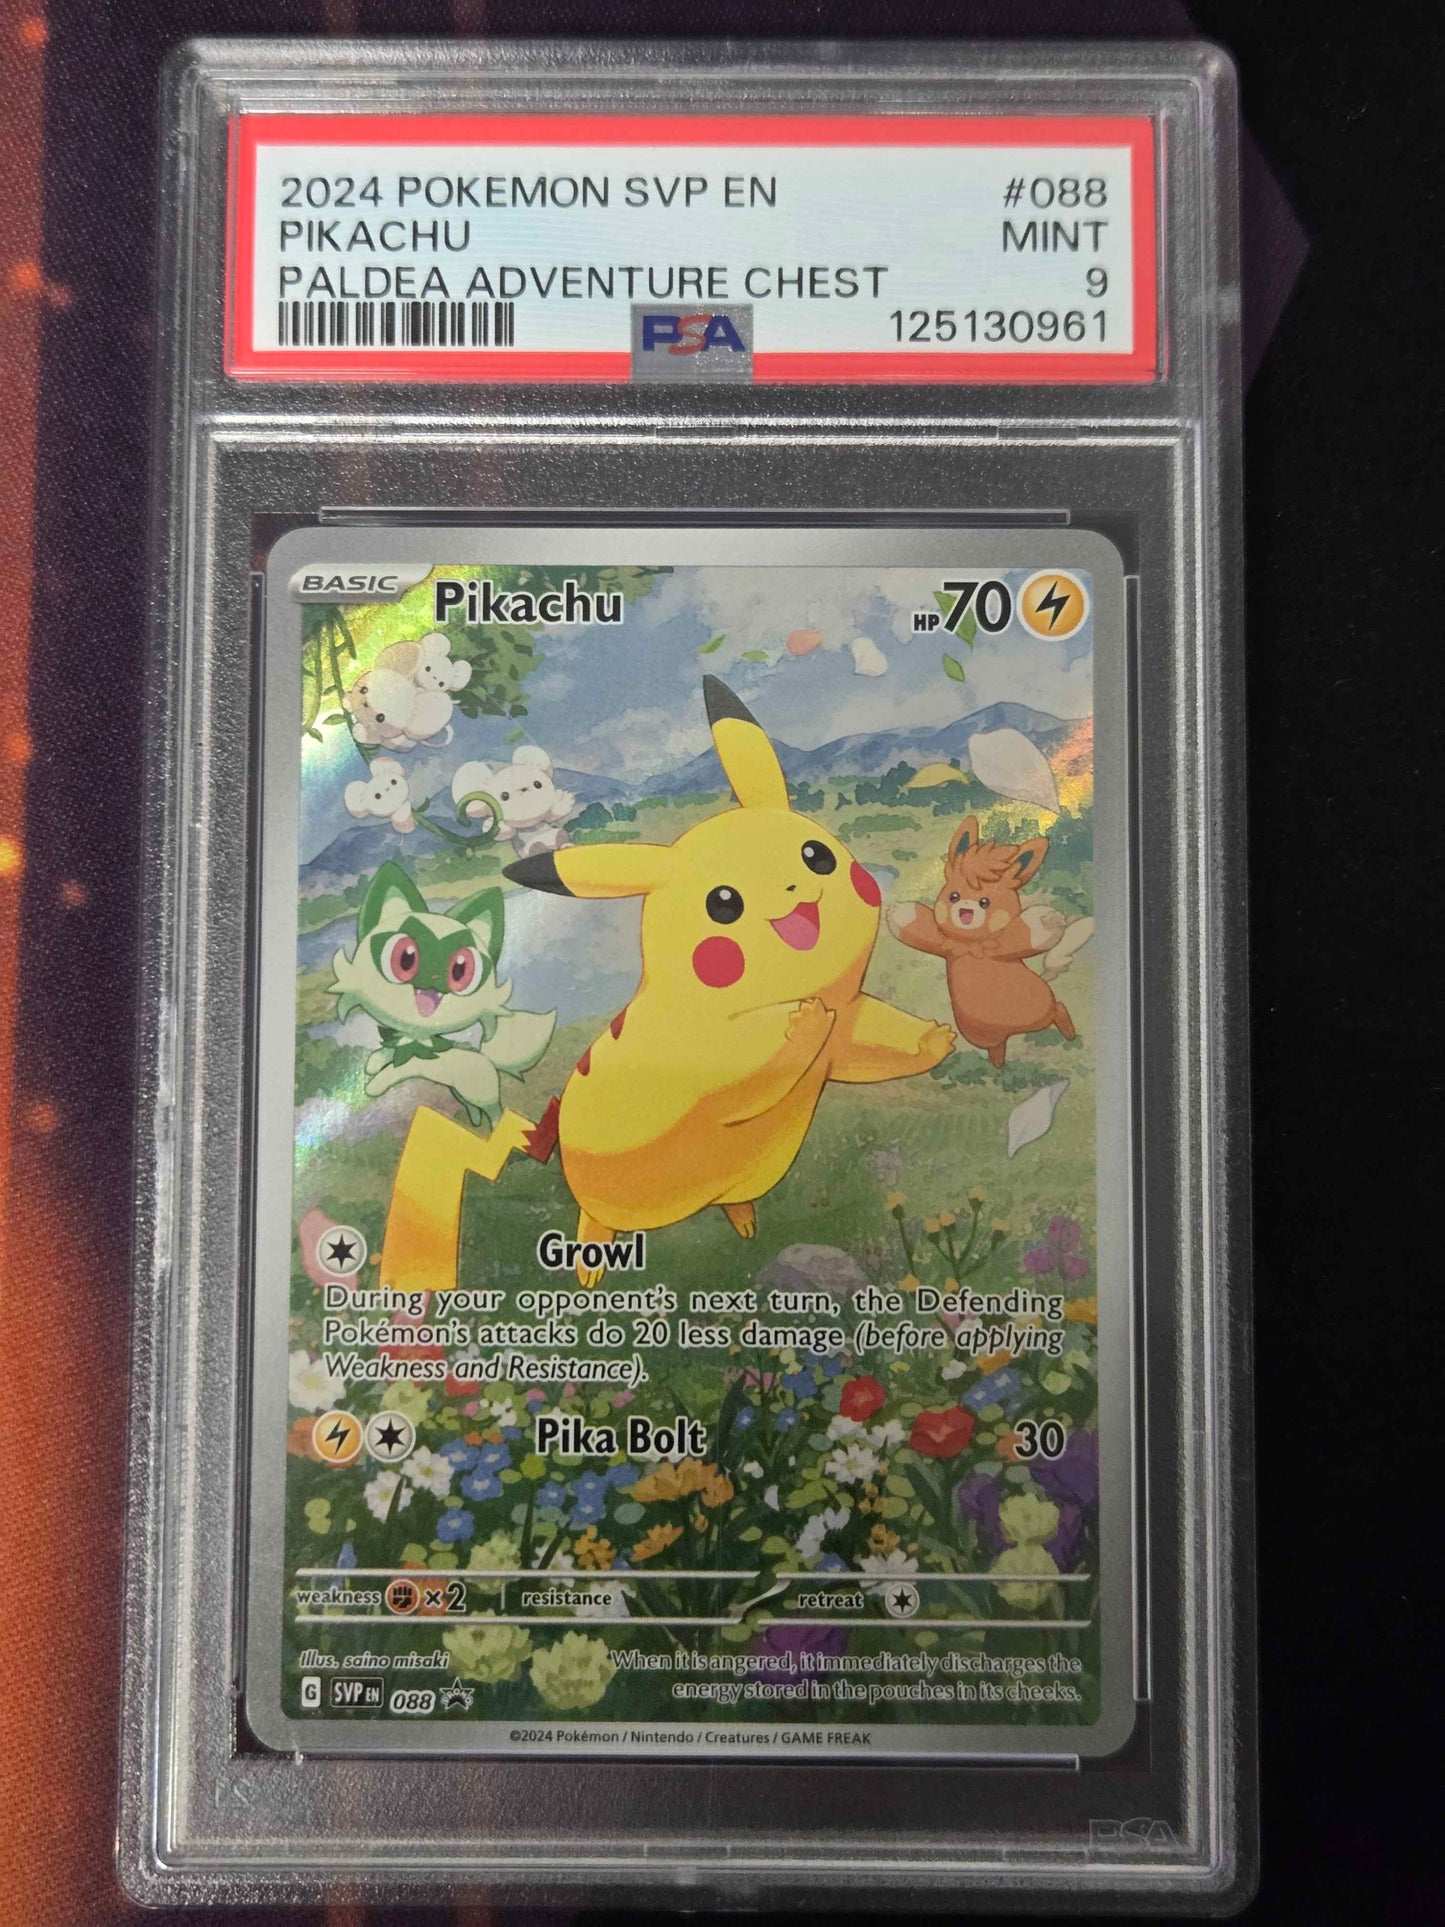 2024 POKEMON SVP EN #088
PIKACHU MINT
PALDEA ADVENTURE CHEST 9
PSA 125130961
BASIC Pikachu HP 70
Growl
During your opponent's next turn, the Defending
Pokémon's attacks do 20 less damage (before applying
Weakness and Resistance).
Pika Bolt 30
weakness ×2 resistance retreat
Illus. saino misaki
When it is angered, it immediately discharges the
energy stored in the pouches in its cheeks.
G SVP EN 088
©2024 Pokémon / Nintendo / Creatures / GAME FREAK
PSA